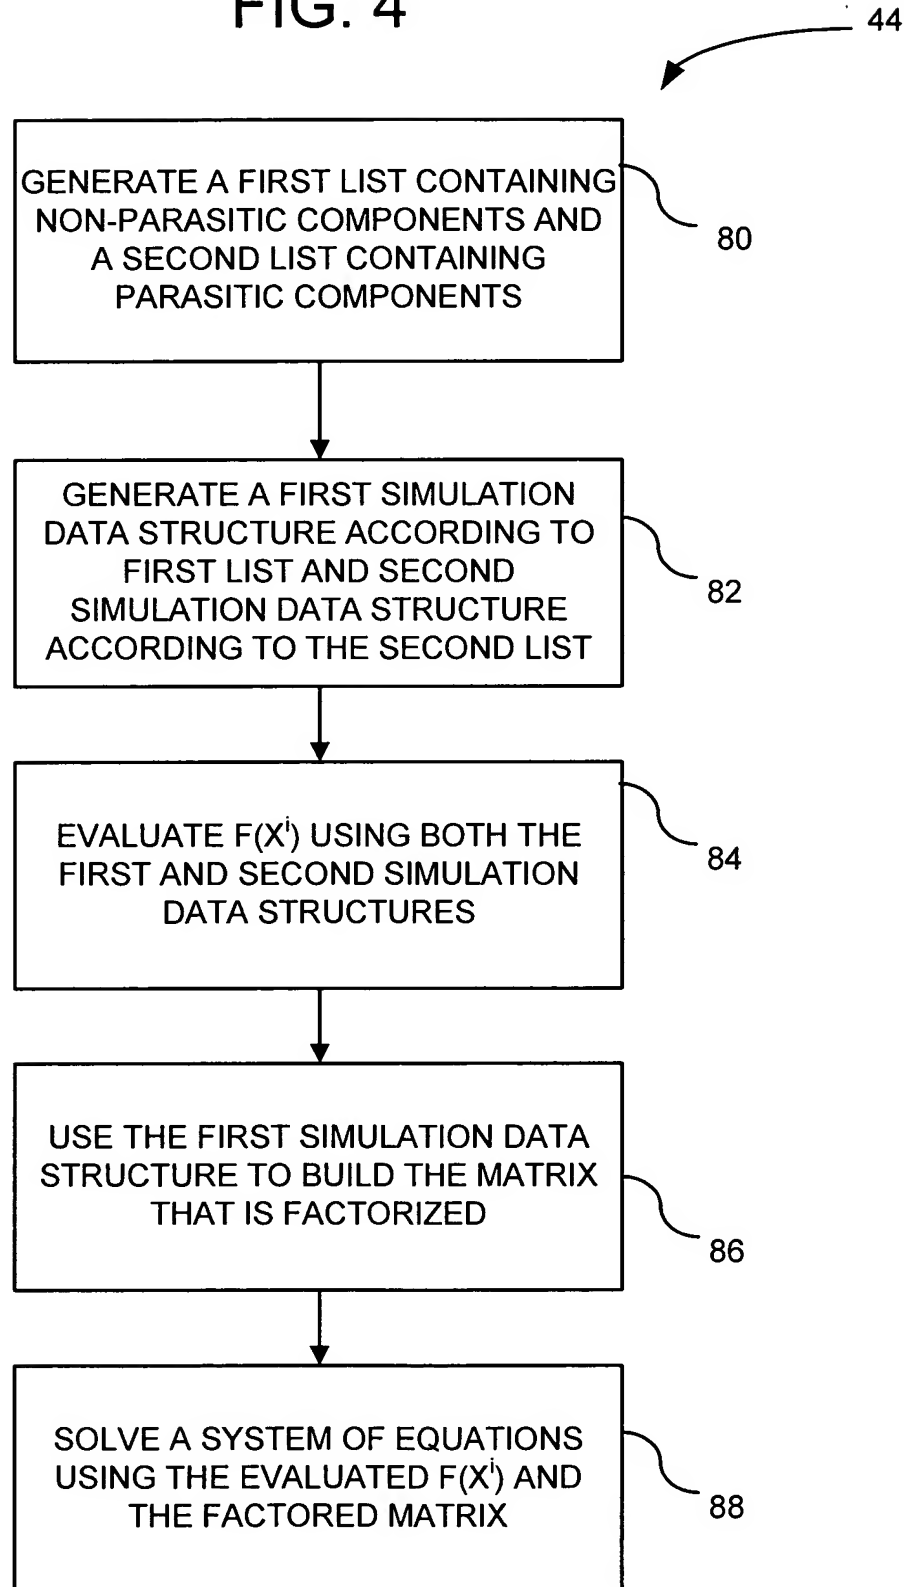 FIG. 4
44
GENERATE A FIRST LIST CONTAINING
NON-PARASITIC COMPONENTS AND
A SECOND LIST CONTAINING
PARASITIC COMPONENTS
80
GENERATE A FIRST SIMULATION
DATA STRUCTURE ACCORDING TO
FIRST LIST AND SECOND
SIMULATION DATA STRUCTURE
ACCORDING TO THE SECOND LIST
82
EVALUATE F(Xⁱ) USING BOTH THE
FIRST AND SECOND SIMULATION
DATA STRUCTURES
84
USE THE FIRST SIMULATION DATA
STRUCTURE TO BUILD THE MATRIX
THAT IS FACTORIZED
86
SOLVE A SYSTEM OF EQUATIONS
USING THE EVALUATED F(Xⁱ) AND
THE FACTORED MATRIX
88